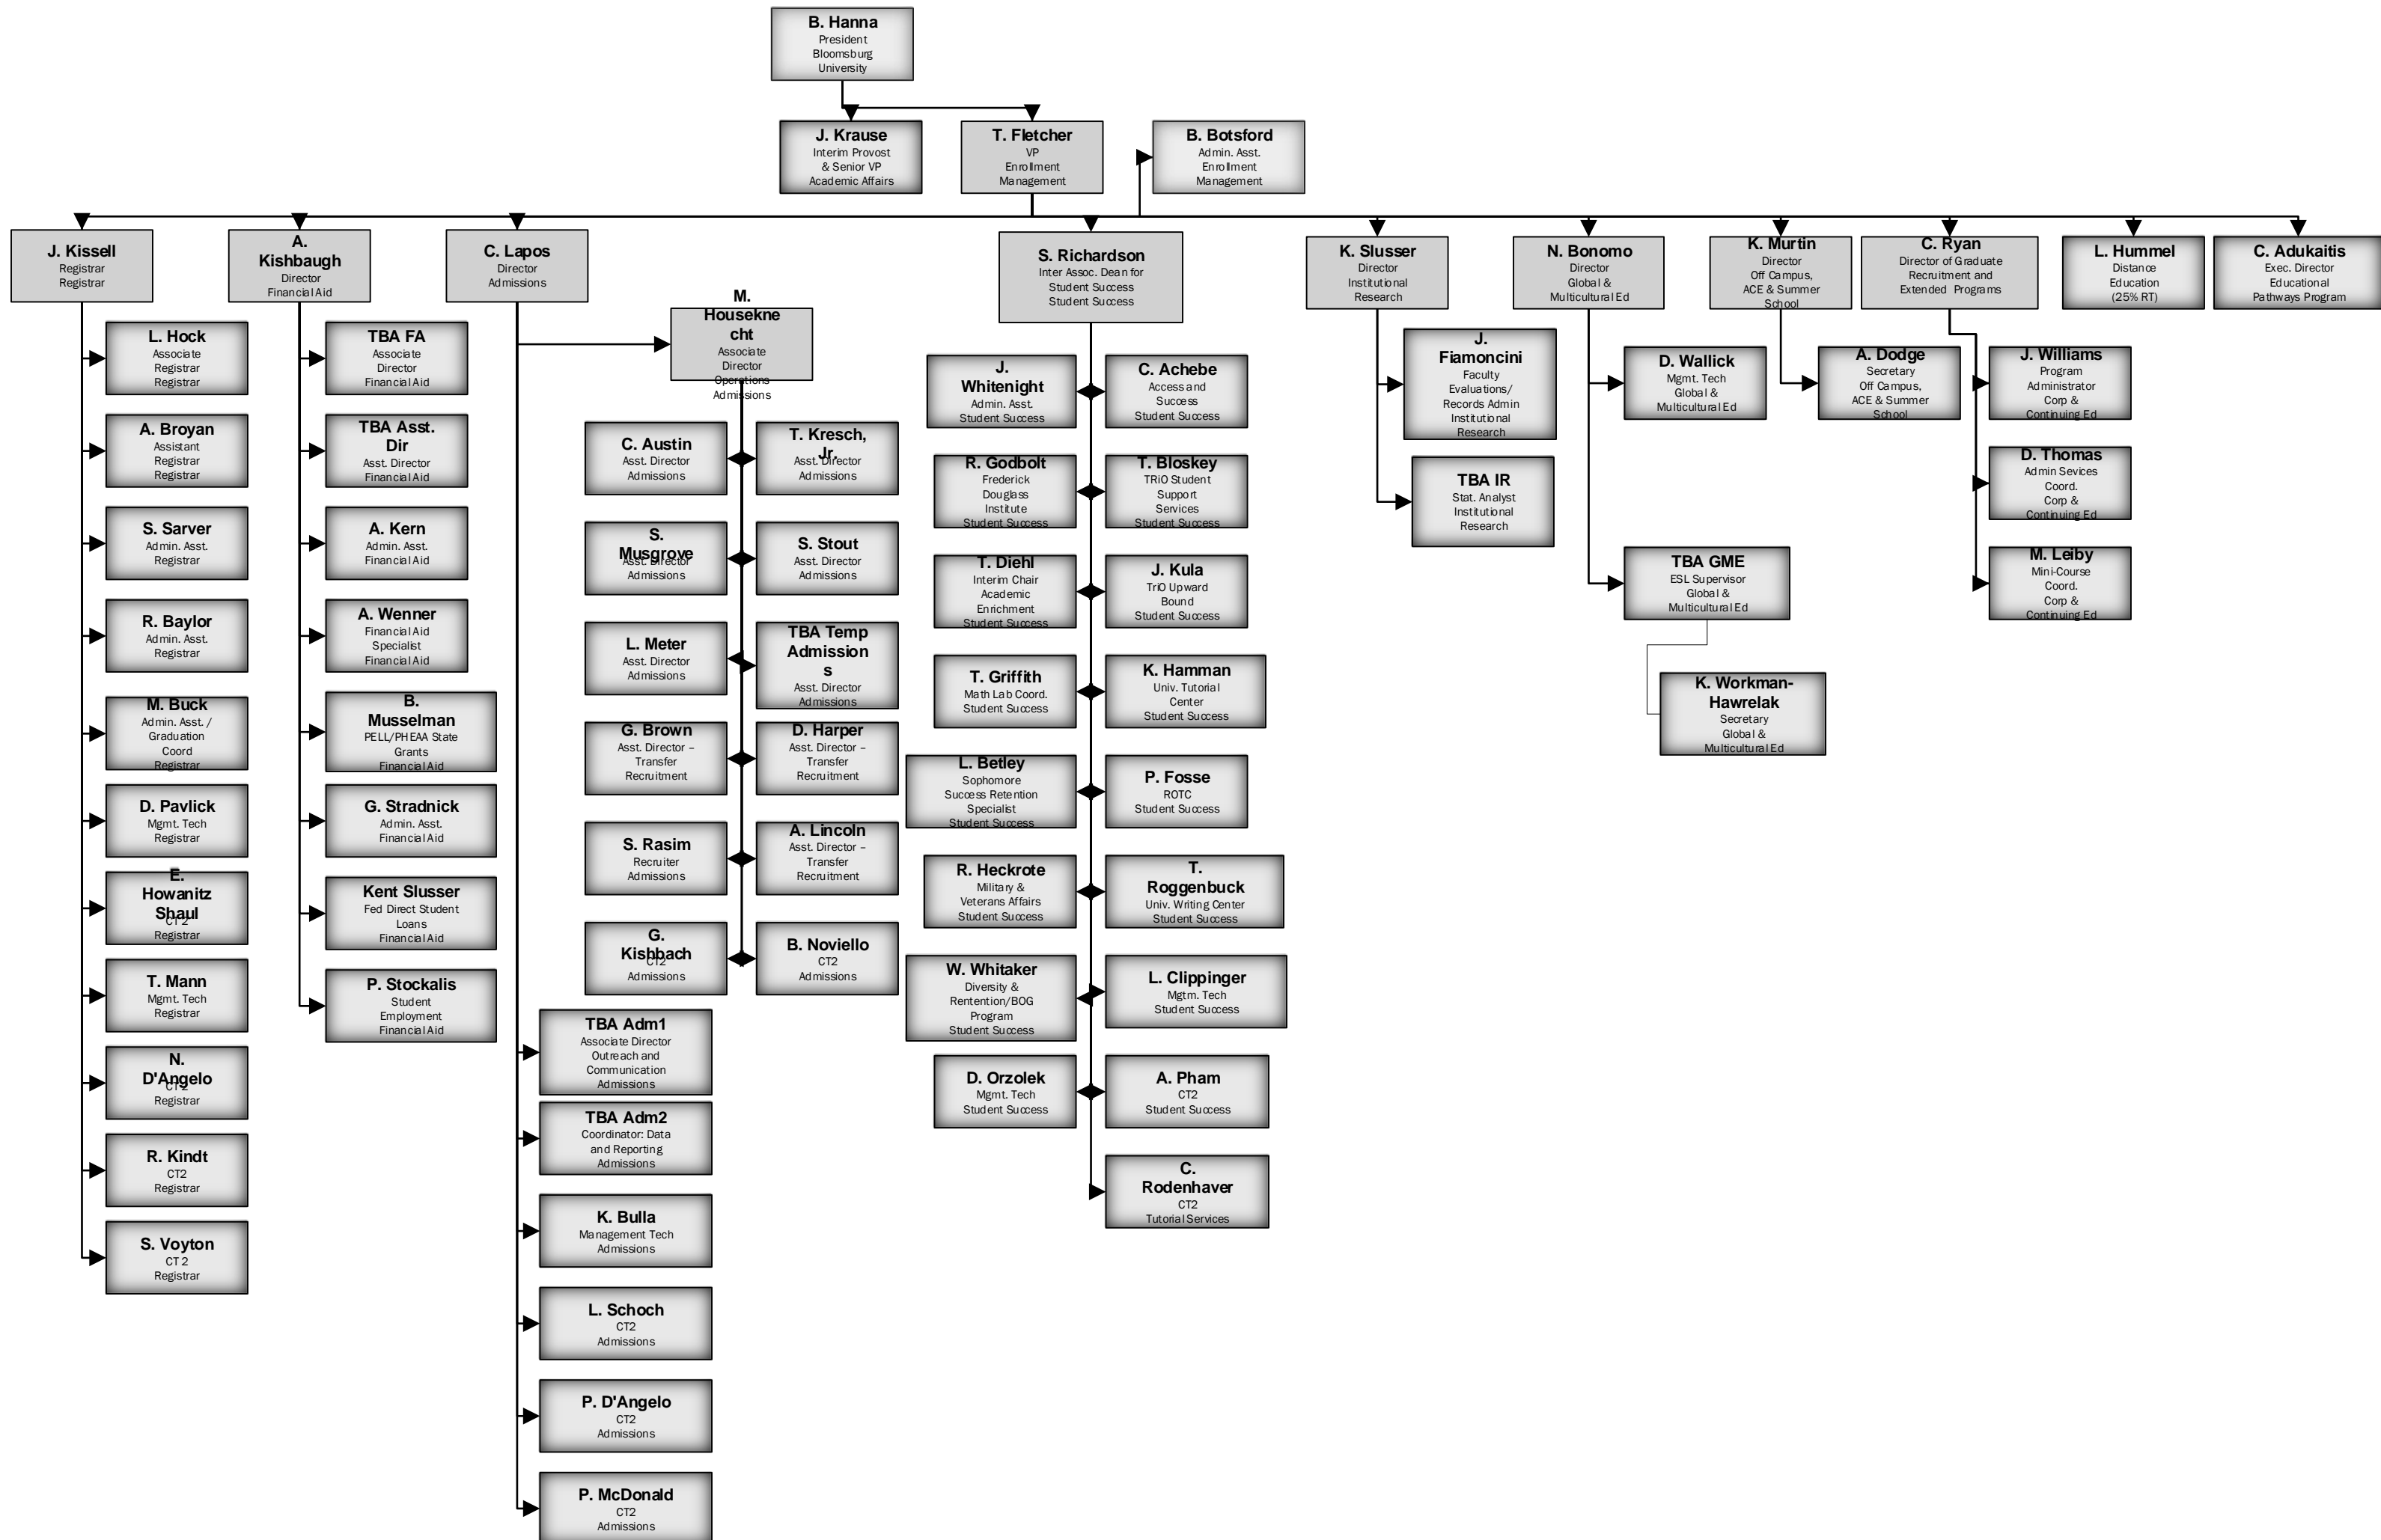 B. Hanna
President
Bloomsburg
University
J. Krause
Interim Provost
& Senior VP
Academic Affairs
T. Fletcher
VP
Enrollment
Management
B. Botsford
Admin. Asst.
Enrollment
Management
J. Kissell
Registrar
Registrar
A.
Kishbaugh
Director
Financial Aid
C. Lapos
Director
Admissions
S. Richardson
Inter Assoc. Dean for
Student Success
Student Success
K. Slusser
Director
Institutional
Research
N. Bonomo
Director
Global &
Multicultural Ed
K. Murtin
Director
Off Campus,
ACE & Summer
School
C. Ryan
Director of Graduate
Recruitment and
Extended Programs
L. Hummel
Distance
Education
(25% RT)
C. Adukaitis
Exec. Director
Educational
Pathways Program
L. Hock
Associate
Registrar
Registrar
A. Broyan
Assistant
Registrar
Registrar
S. Sarver
Admin. Asst.
Registrar
R. Baylor
Admin. Asst.
Registrar
M. Buck
Admin. Asst. /
Graduation
Coord
Registrar
D. Pavlick
Mgmt. Tech
Registrar
E.
Howanitz
Shaul
CT 2
Registrar
T. Mann
Mgmt. Tech
Registrar
N.
D'Angelo
CT 2
Registrar
R. Kindt
CT2
Registrar
S. Voyton
CT 2
Registrar
TBA FA
Associate
Director
Financial Aid
TBA Asst.
Dir
Asst. Director
Financial Aid
A. Kern
Admin. Asst.
Financial Aid
A. Wenner
Financial Aid
Specialist
Financial Aid
B.
Musselman
PELL/PHEAA State
Grants
Financial Aid
G. Stradnick
Admin. Asst.
Financial Aid
Kent Slusser
Fed Direct Student
Loans
Financial Aid
P. Stockalis
Student
Employment
Financial Aid
M.
Housekne
cht
Associate
Director
Operations
Admissions
C. Austin
Asst. Director
Admissions
T. Kresch,
Jr.
Asst. Director
Admissions
S.
Musgrove
Asst. Director
Admissions
S. Stout
Asst. Director
Admissions
L. Meter
Asst. Director
Admissions
TBA Temp
Admission
s
Asst. Director
Admissions
G. Brown
Asst. Director –
Transfer
Recruitment
D. Harper
Asst. Director –
Transfer
Recruitment
S. Rasim
Recruiter
Admissions
A. Lincoln
Asst. Director –
Transfer
Recruitment
G.
Kishbach
CT2
Admissions
B. Noviello
CT2
Admissions
TBA Adm1
Associate Director
Outreach and
Communication
Admissions
TBA Adm2
Coordinator: Data
and Reporting
Admissions
K. Bulla
Management Tech
Admissions
L. Schoch
CT2
Admissions
P. D'Angelo
CT2
Admissions
P. McDonald
CT2
Admissions
J.
Whitenight
Admin. Asst.
Student Success
C. Achebe
Access and
Success
Student Success
R. Godbolt
Frederick
Douglass
Institute
Student Success
T. Bloskey
TRiO Student
Support
Services
Student Success
T. Diehl
Interim Chair
Academic
Enrichment
Student Success
J. Kula
TriO Upward
Bound
Student Success
T. Griffith
Math Lab Coord.
Student Success
K. Hamman
Univ. Tutorial
Center
Student Success
L. Betley
Sophomore
Success Retention
Specialist
Student Success
P. Fosse
ROTC
Student Success
R. Heckrote
Military &
Veterans Affairs
Student Success
T.
Roggenbuck
Univ. Writing Center
Student Success
W. Whitaker
Diversity &
Rentention/BOG
Program
Student Success
L. Clippinger
Mgtm. Tech
Student Success
D. Orzolek
Mgmt. Tech
Student Success
A. Pham
CT2
Student Success
C.
Rodenhaver
CT2
Tutorial Services
J.
Fiamoncini
Faculty
Evaluations/
Records Admin
Institutional
Research
TBA IR
Stat. Analyst
Institutional
Research
D. Wallick
Mgmt. Tech
Global &
Multicultural Ed
TBA GME
ESL Supervisor
Global &
Multicultural Ed
K. Workman-
Hawrelak
Secretary
Global &
Multicultural Ed
A. Dodge
Secretary
Off Campus,
ACE & Summer
School
J. Williams
Program
Administrator
Corp &
Continuing Ed
D. Thomas
Admin Sevices
Coord.
Corp &
Continuing Ed
M. Leiby
Mini-Course
Coord.
Corp &
Continuing Ed